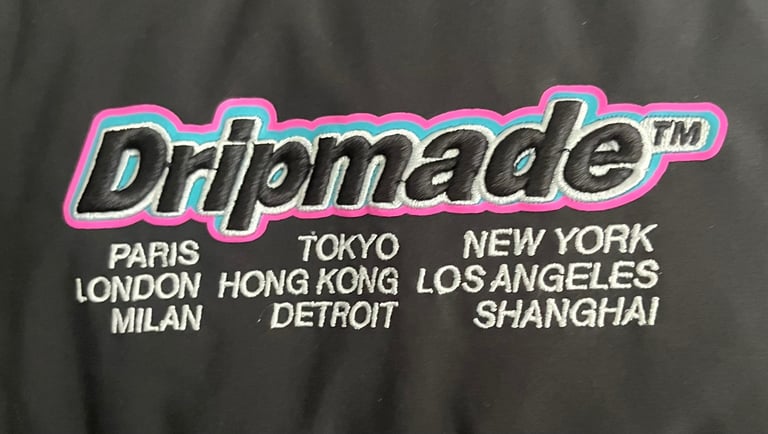 Dripmade™
PARIS TOKYO NEW YORK
LONDON HONG KONG LOS ANGELES
MILAN DETROIT SHANGHAI